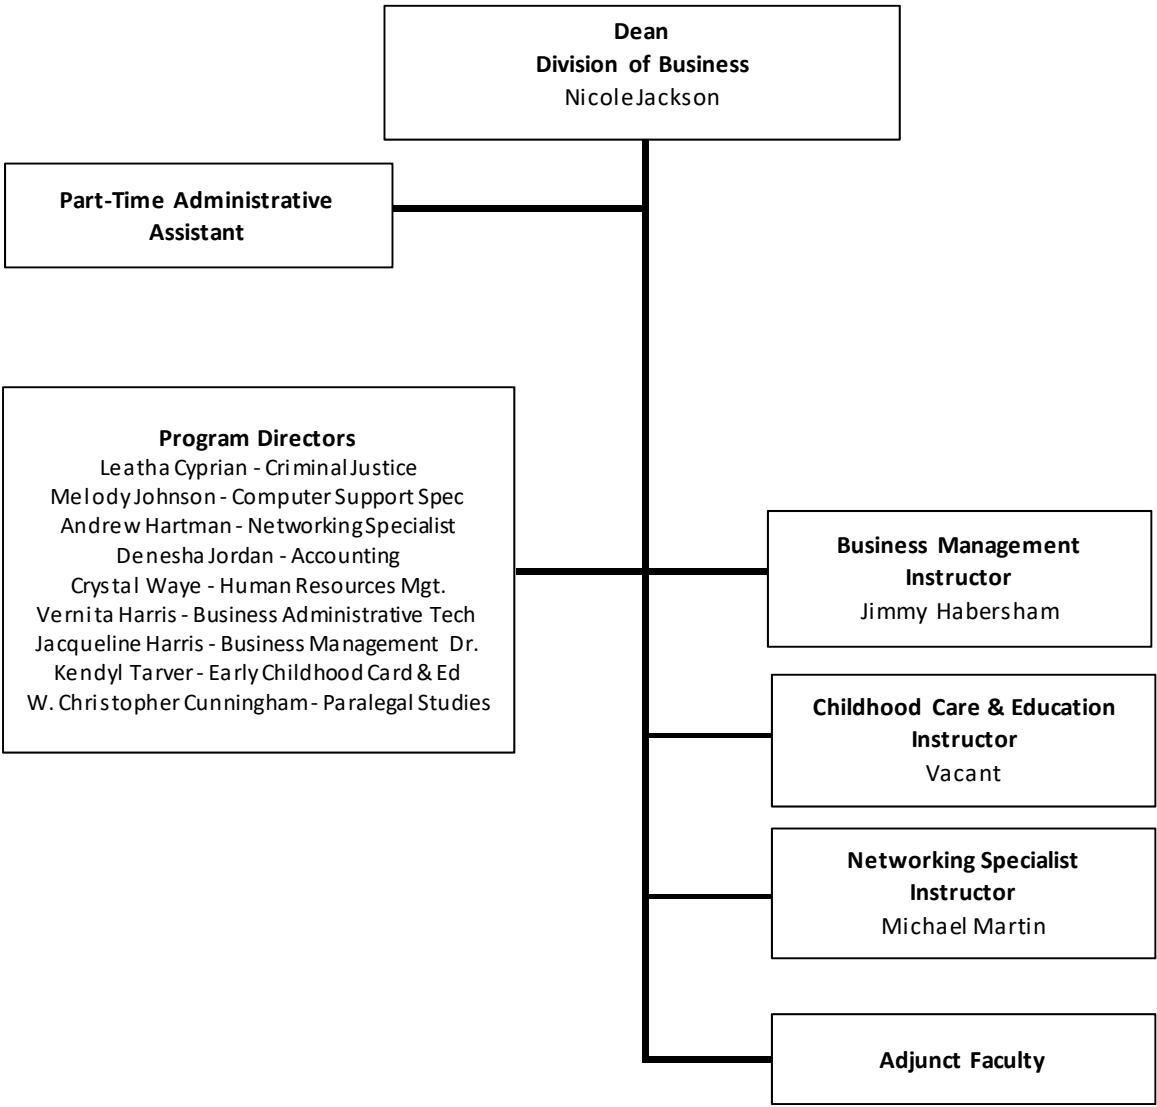 Dean
Division of Business
Nicole Jackson
Part-Time Administrative
Assistant
Program Directors
Leatha Cyprian - Criminal Justice
Melody Johnson - Computer Support Spec
Andrew Hartman - Networking Specialist
Denesha Jordan - Accounting
Crystal Waye - Human Resources Mgt.
Vernita Harris - Business Administrative Tech
Jacqueline Harris - Business Management Dr.
Kendyl Tarver - Early Childhood Card & Ed
W. Christopher Cunningham - Paralegal Studies
Business Management
Instructor
Jimmy Habersham
Childhood Care & Education
Instructor
Vacant
Networking Specialist
Instructor
Michael Martin
Adjunct Faculty